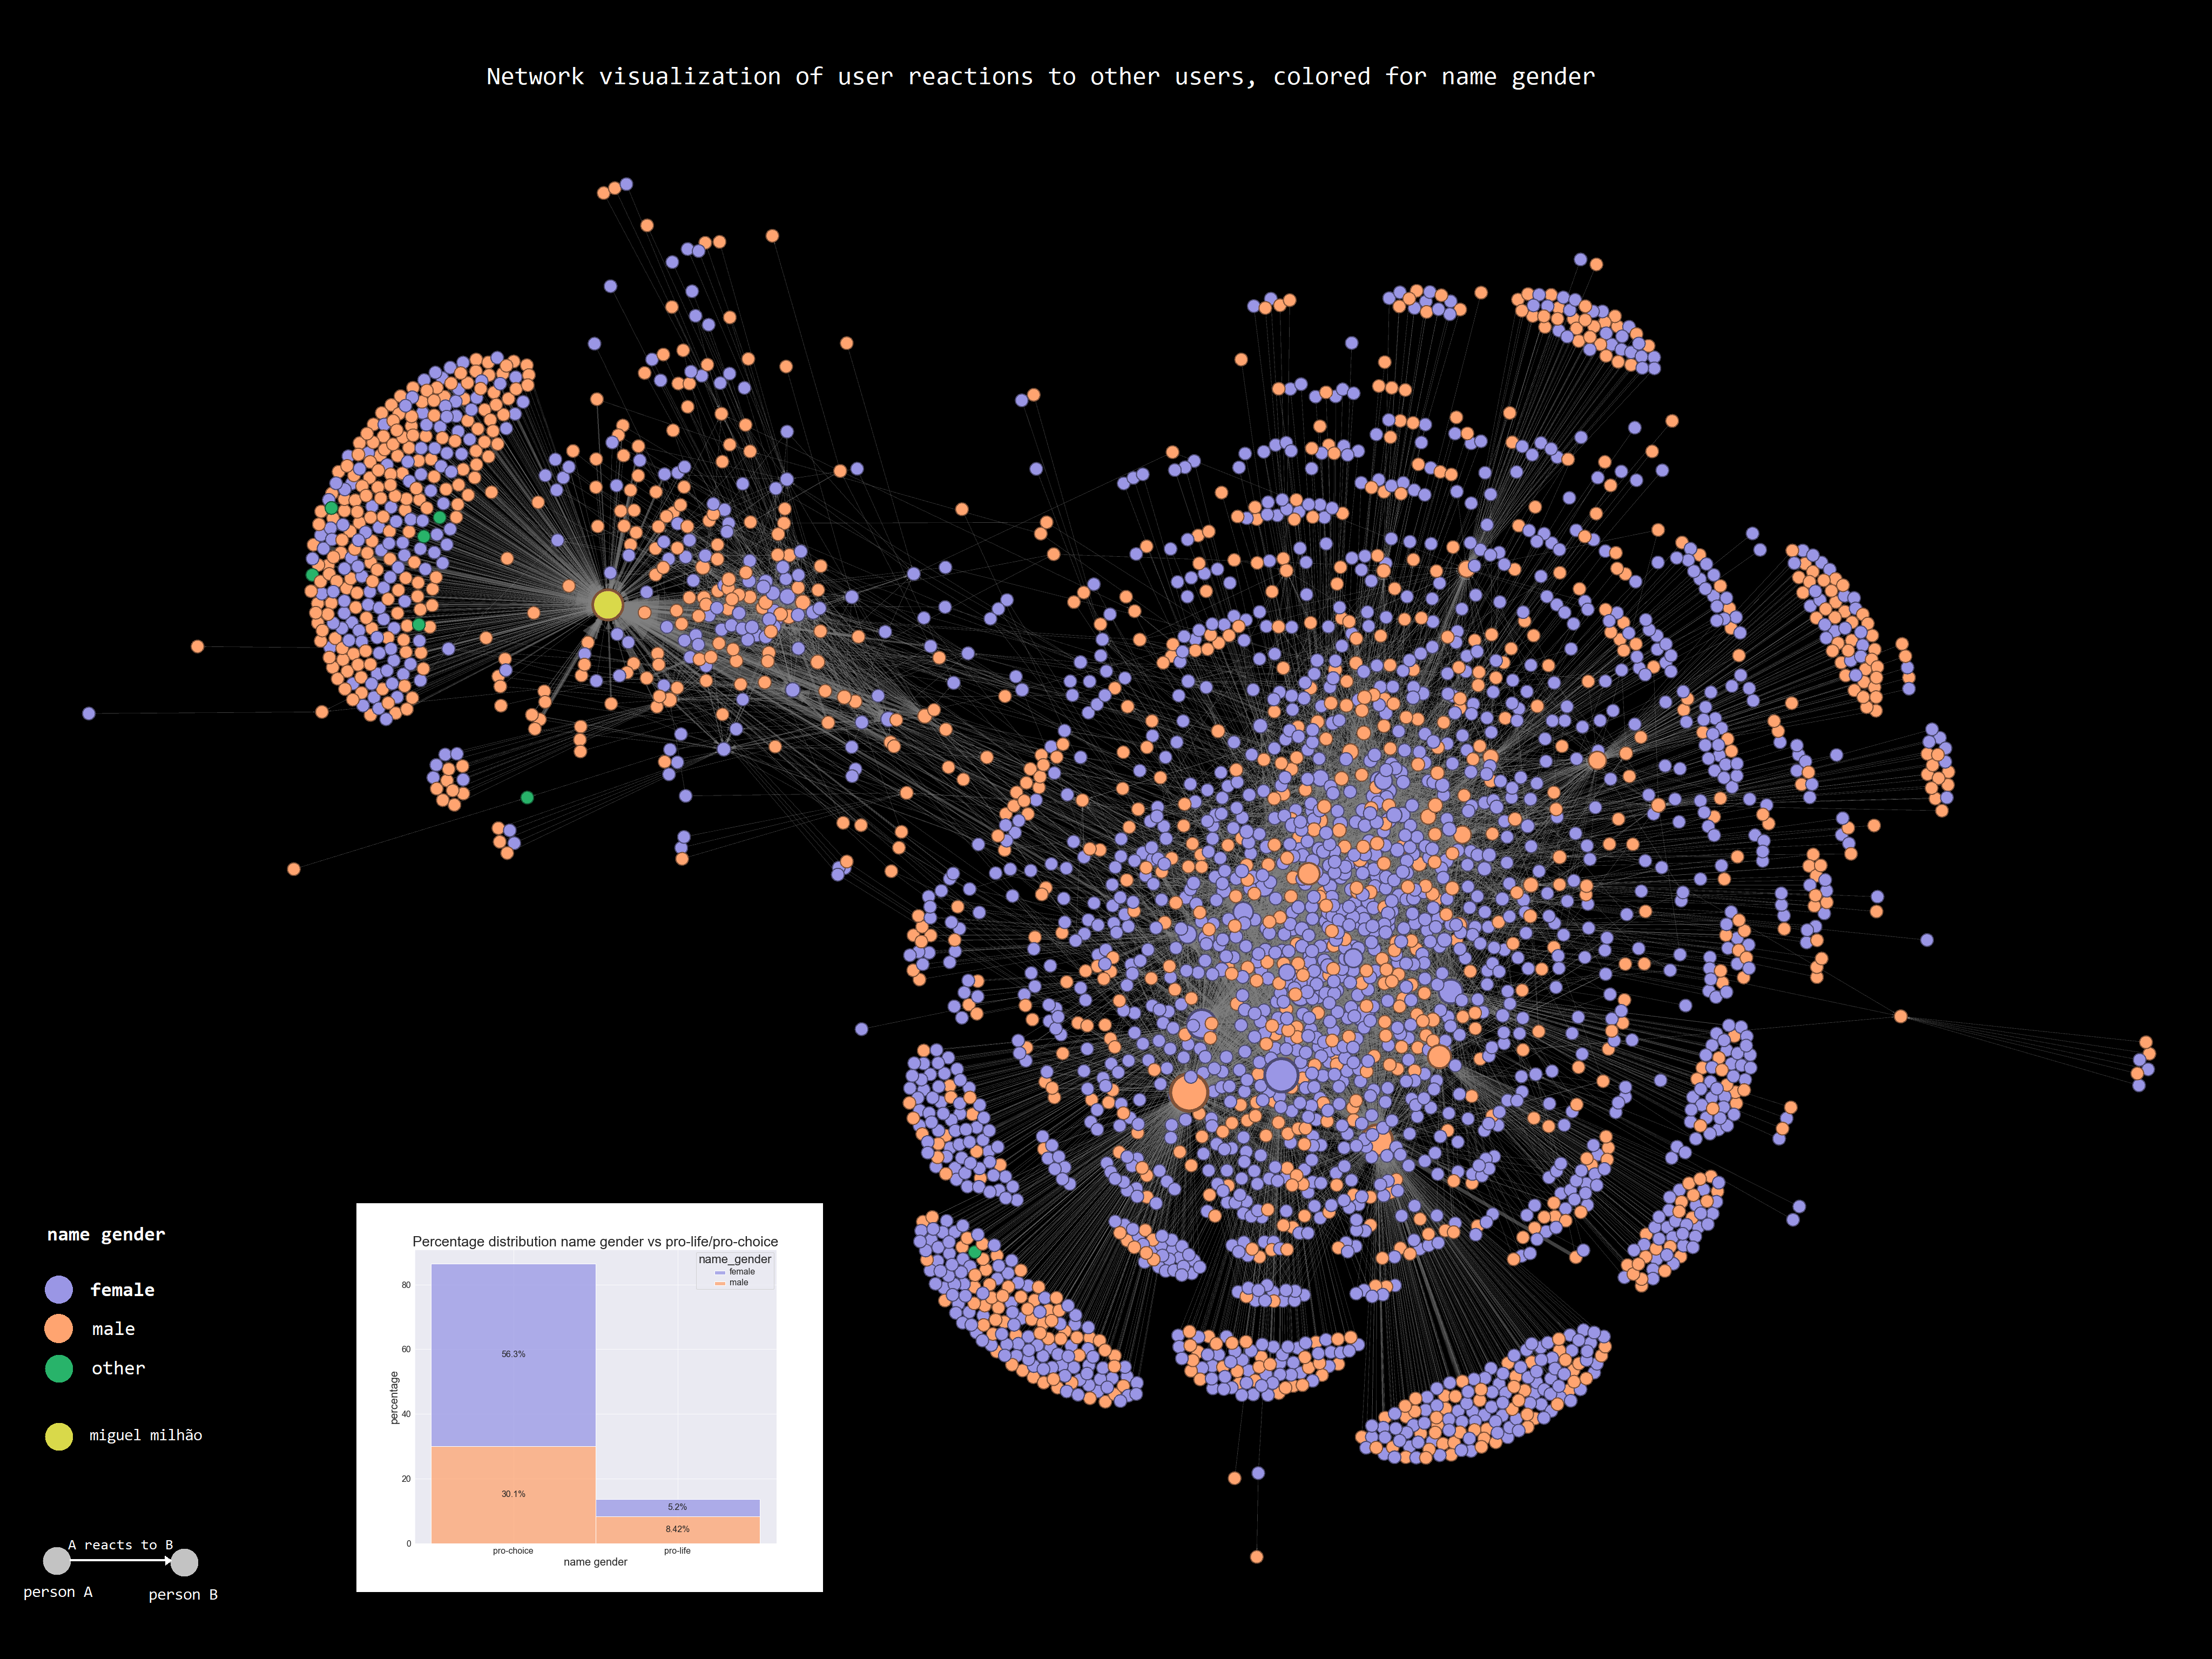 Network visualization of user reactions to other users, colored for name gender
name gender
female
male
other
miguel milhão
A reacts to B
person A
person B
Percentage distribution name gender vs pro-life/pro-choice
name_gender
female
male
percentage
80
60
40
20
0
56.3%
30.1%
5.2%
8.42%
pro-choice
pro-life
name gender